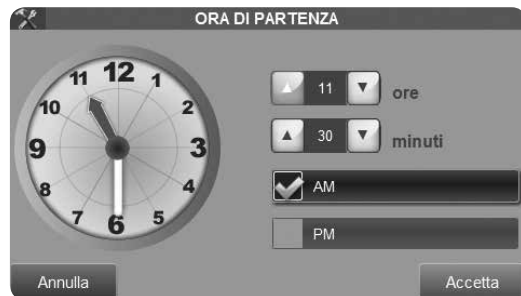 ORA DI PARTENZA
12
11
1
10
2
9
3
8
4
7
5
6
11
ore
30
minuti
AM
PM
Annulla
Accetta